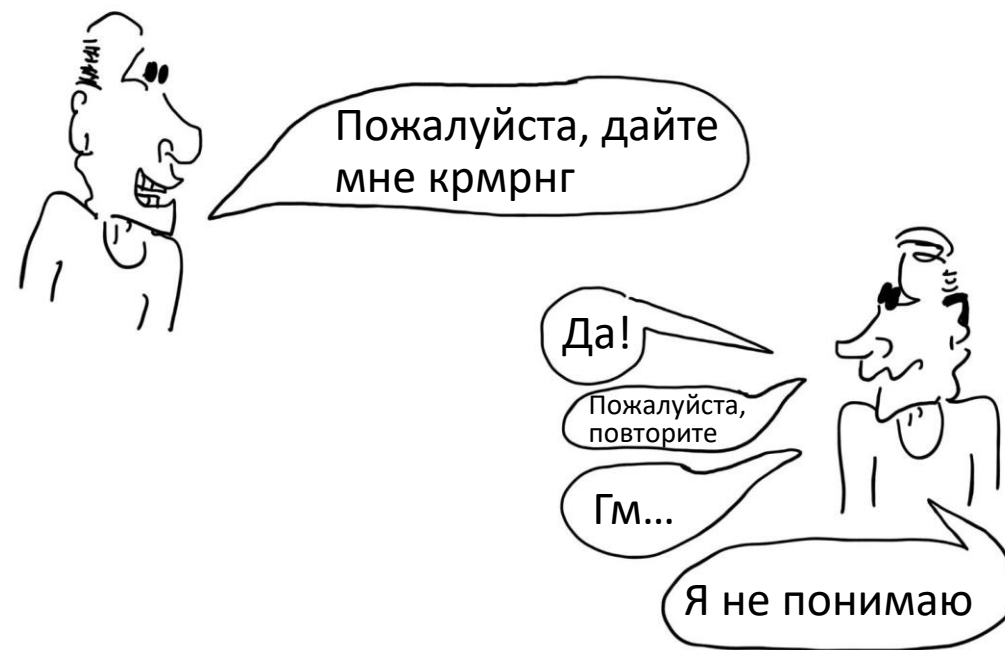 Пожалуйста, дайте
мне крмрнг
Да!
Пожалуйста,
повторите
Гм...
Я не понимаю